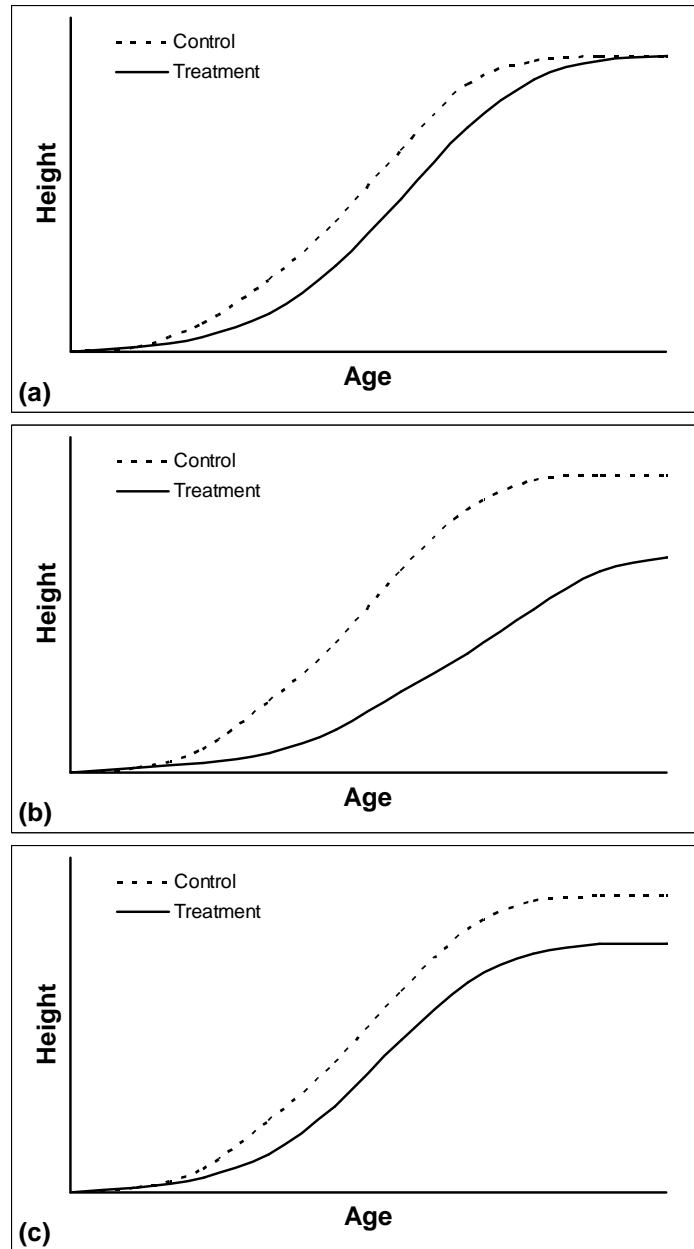 Control
Treatment
Height
Age
(a)
Control
Treatment
Height
Age
(b)
Control
Treatment
Height
Age
(c)